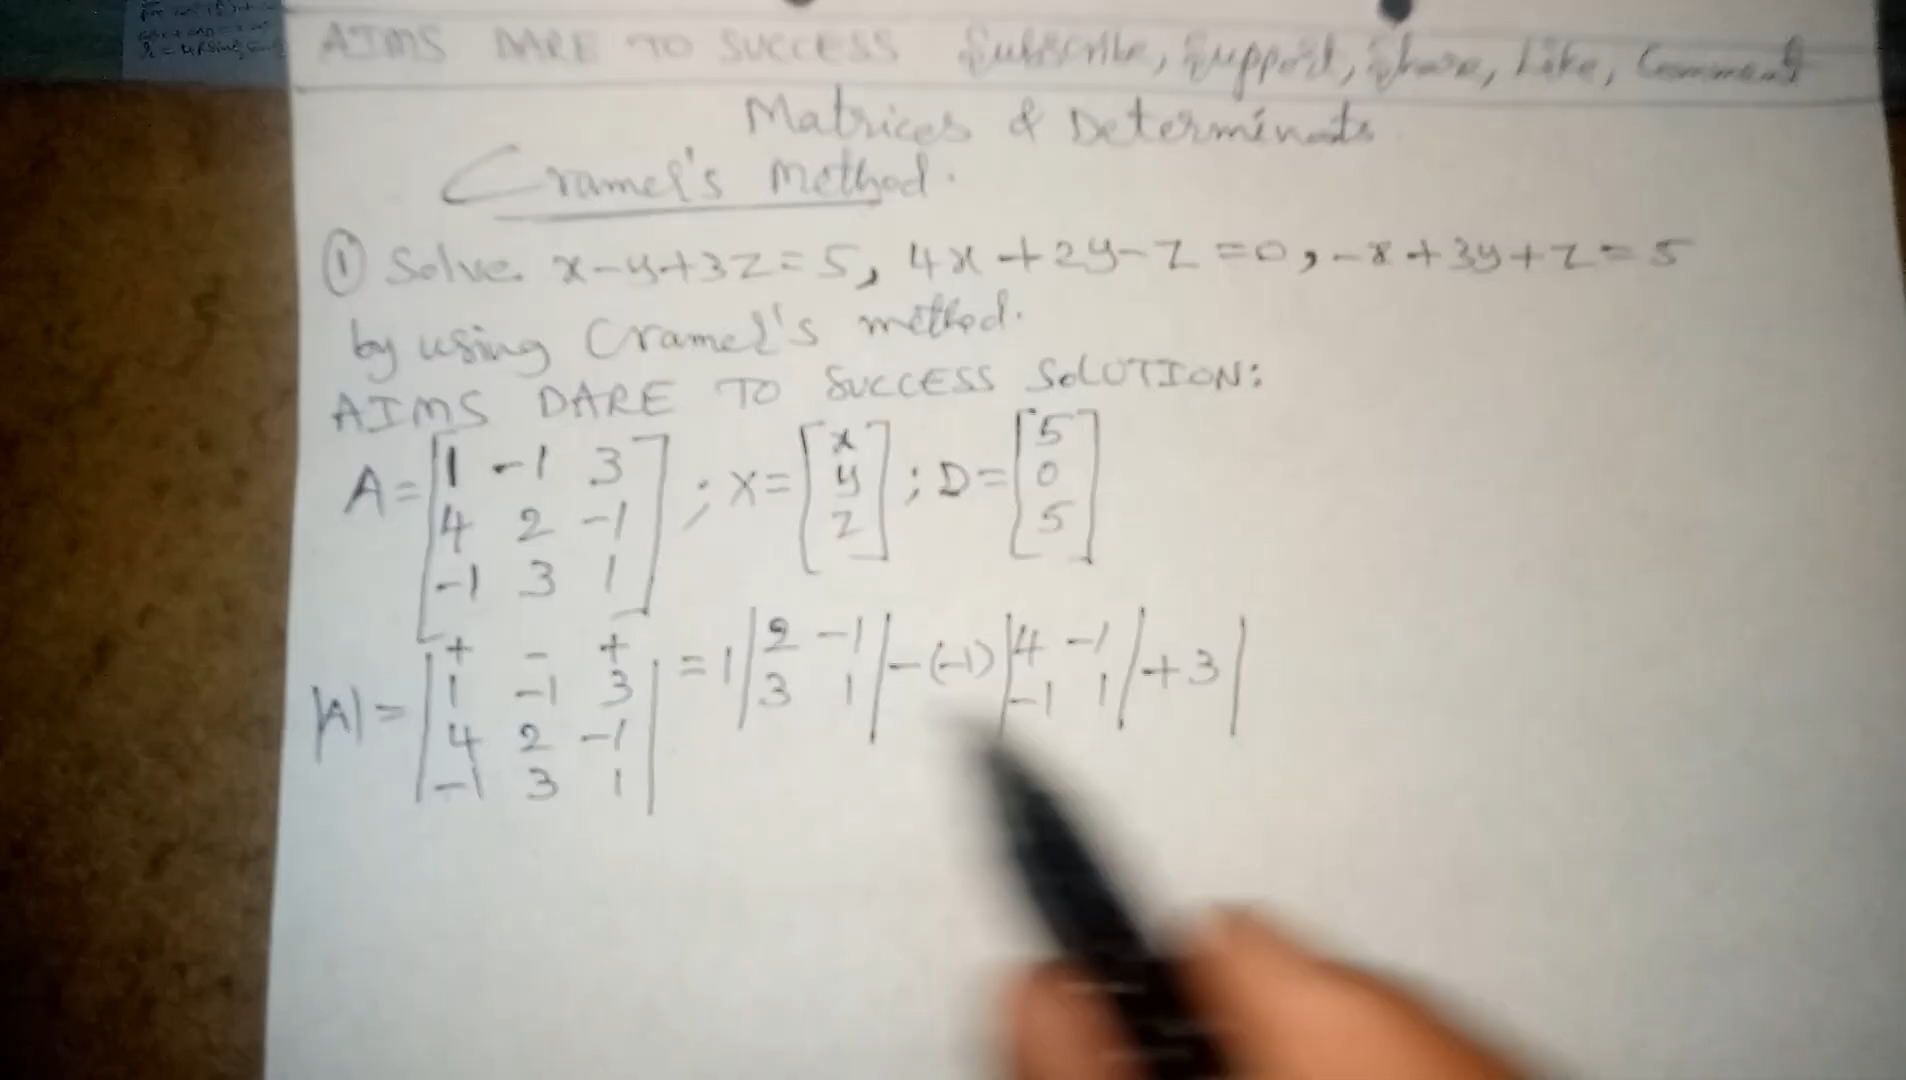 AIMS DARE TO SUCCESS Subscribe, Support, Share, Like, Comment
Matrices & Determinats
Cramer's Method.
① Solve x-y+3z=5, 4x+2y-z=0, -x+3y+z=5
by using Cramer's method.
AIMS DARE TO SUCCESS SOLUTION:
A= [1 -1 3 ; X= [x ; D= [5
4 2 -1 y 0
-1 3 1] z] 5]
+ - +
|A|= |1 -1 3 =1|2 -1|-(-1)|4 -1|+3|
4 2 -1 3 1 -1 1
-1 3 1|